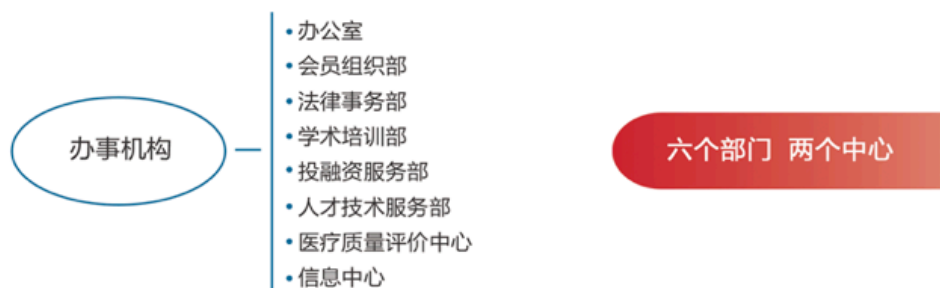 办事机构
• 办公室
• 会员组织部
• 法律事务部
• 学术培训部
• 投融资服务部
• 人才技术服务部
• 医疗质量评价中心
• 信息中心
六个部门 两个中心